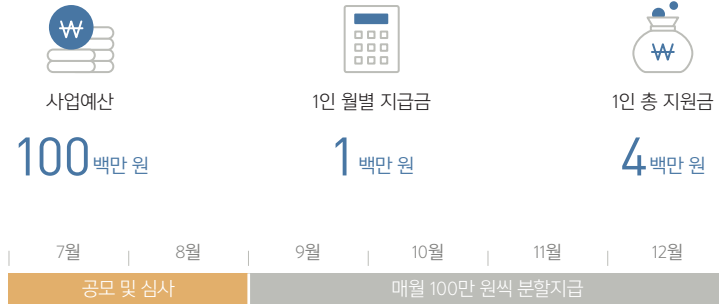 사업예산
1인 월별 지급금
1인 총 지원금
100 백만 원
1 백만 원
4 백만 원
7월 8월 9월 10월 11월 12월
공모 및 심사
매월 100만 원씩 분할지급